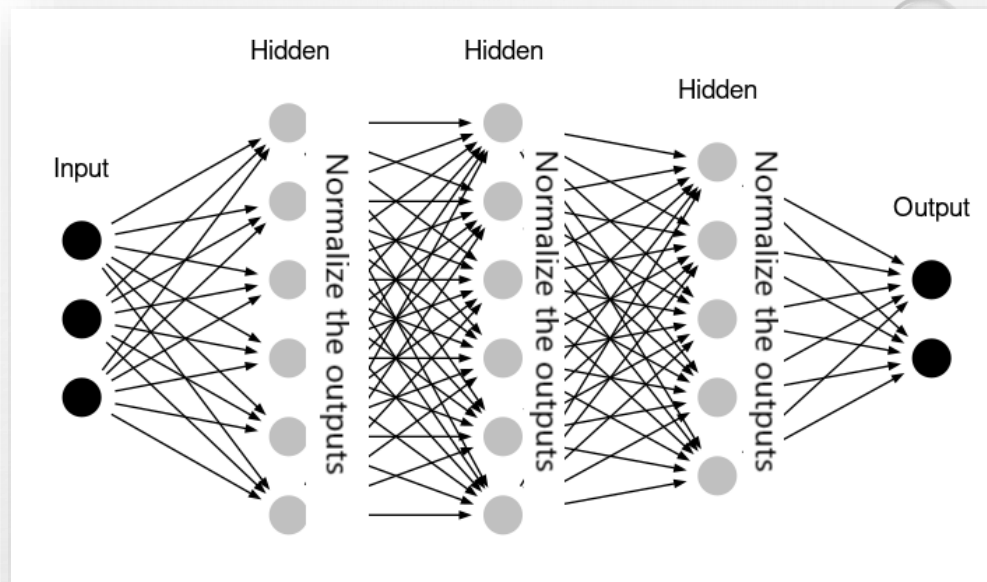 Hidden
Hidden
Hidden
Input
Output
Normalize the outputs
Normalize the outputs
Normalize the outputs